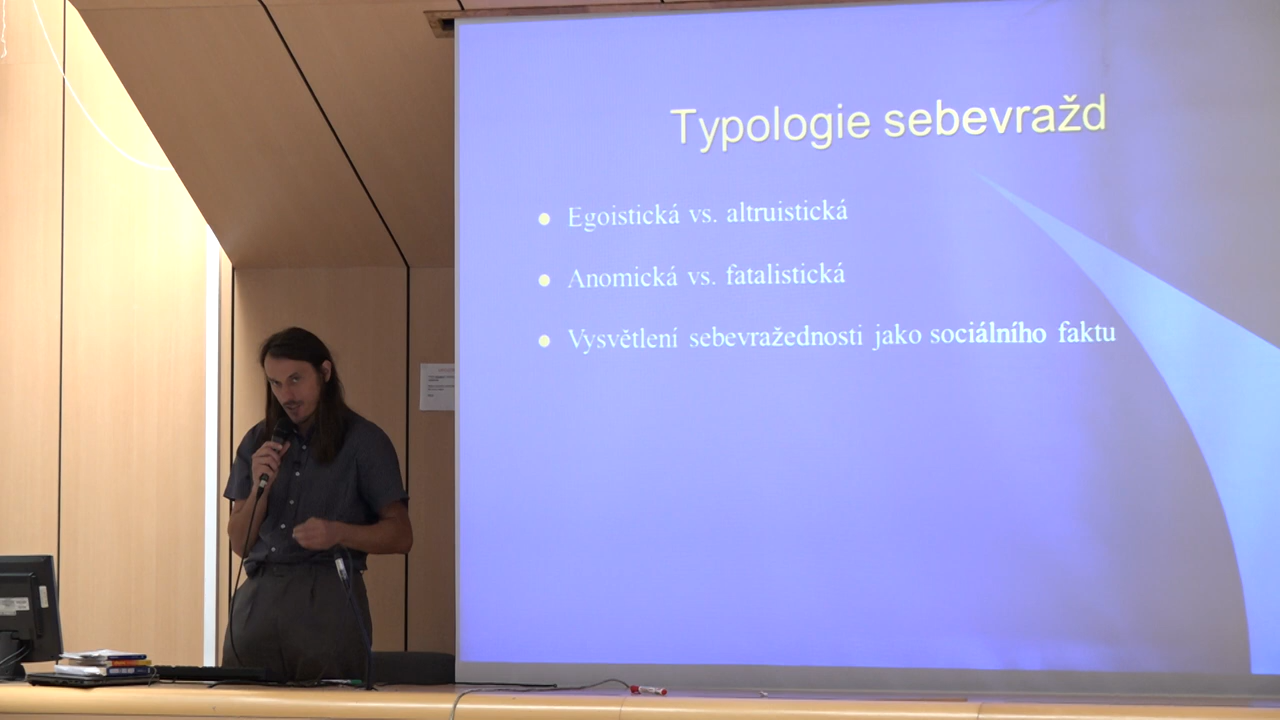 Typologie sebevražd
Egoistická vs. altruistická
Anomická vs. fatalistická
Vysvětlení sebevražednosti jako sociálního faktu